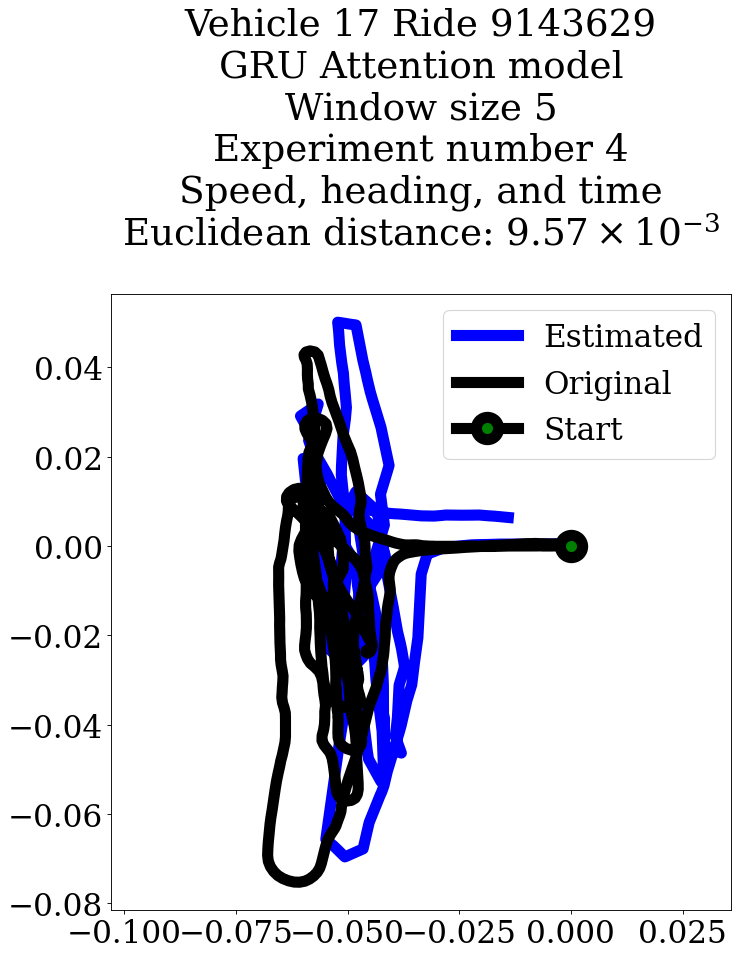 Vehicle 17 Ride 9143629
GRU Attention model
Window size 5
Experiment number 4
Speed, heading, and time
Euclidean distance: 9.57 × 10⁻³
Estimated
Original
Start
0.04
0.02
0.00
−0.02
−0.04
−0.06
−0.08
−0.100 −0.075 −0.050 −0.025 0.000 0.025